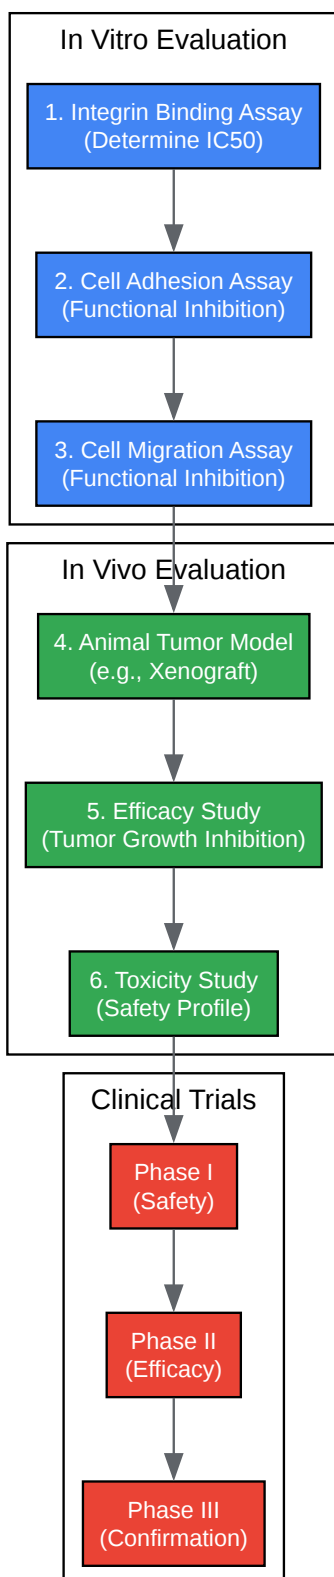 In Vitro Evaluation
1. Integrin Binding Assay
(Determine IC50)
2. Cell Adhesion Assay
(Functional Inhibition)
3. Cell Migration Assay
(Functional Inhibition)
In Vivo Evaluation
4. Animal Tumor Model
(e.g., Xenograft)
5. Efficacy Study
(Tumor Growth Inhibition)
6. Toxicity Study
(Safety Profile)
Clinical Trials
Phase I
(Safety)
Phase II
(Efficacy)
Phase III
(Confirmation)